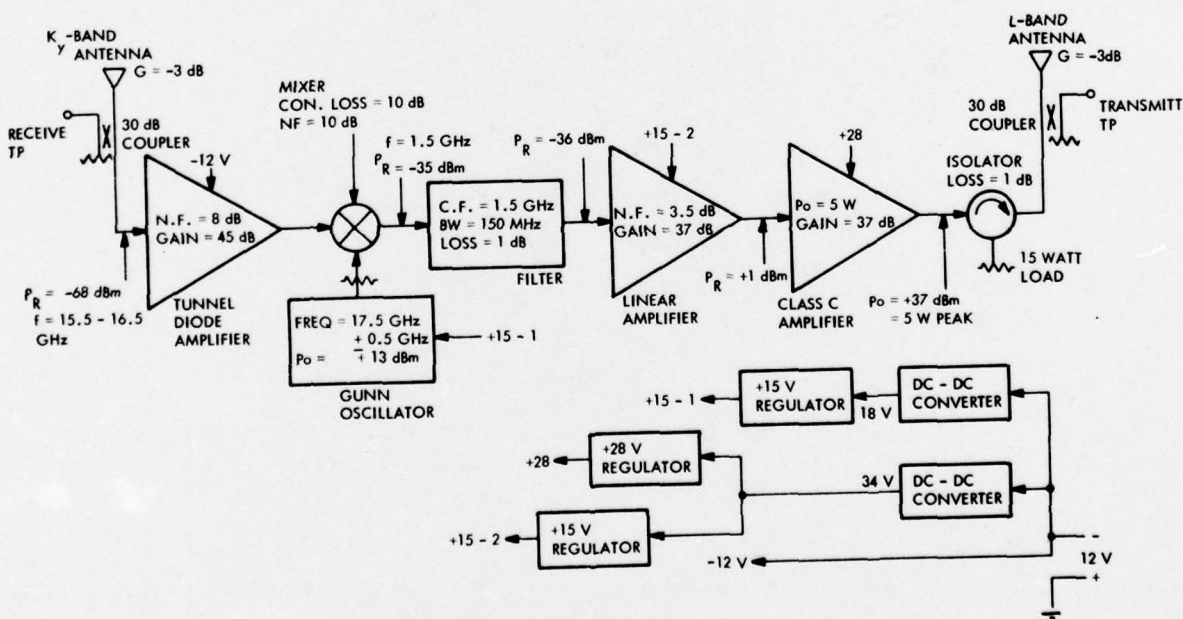 K -BAND
y
ANTENNA
G = -3 dB
RECEIVE
TP
30 dB
COUPLER
-12 V
N.F. = 8 dB
GAIN = 45 dB
P
R
= -68 dBm
f = 15.5 - 16.5
GHz
TUNNEL
DIODE
AMPLIFIER
MIXER
CON. LOSS = 10 dB
NF = 10 dB
f = 1.5 GHz
P
R
= -35 dBm
FREQ = 17.5 GHz
± 0.5 GHz
Po = + 13 dBm
+15 - 1
GUNN
OSCILLATOR
C.F. = 1.5 GHz
BW = 150 MHz
LOSS = 1 dB
FILTER
P
R
= -36 dBm
+15 - 2
N.F. = 3.5 dB
GAIN = 37 dB
LINEAR
AMPLIFIER
P
R
= +1 dBm
+28
Po = 5 W
GAIN =
37 dB
CLASS C
AMPLIFIER
Po = +37 dBm
= 5 W PEAK
ISOLATOR
LOSS = 1 dB
15 WATT
LOAD
L-BAND
ANTENNA
G = -3dB
30 dB
COUPLER
TRANSMITT
TP
+15 - 1
+15 V
REGULATOR
18 V
DC - DC
CONVERTER
+28
+28 V
REGULATOR
34 V
DC - DC
CONVERTER
+15 - 2
+15 V
REGULATOR
-12 V
-
12 V
+